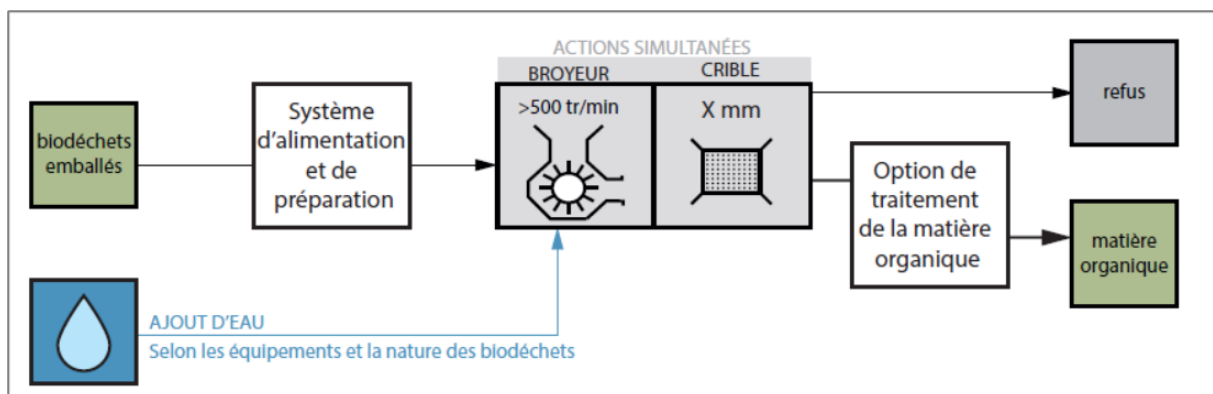 ACTIONS SIMULTANÉES
BROYEUR
CRIBLE
>500 tr/min
X mm
biodéchets
emballés
Système
d'alimentation
et de
préparation
refus
Option de
traitement
de la matière
organique
matière
organique
AJOUT D'EAU
Selon les équipements et la nature des biodéchets